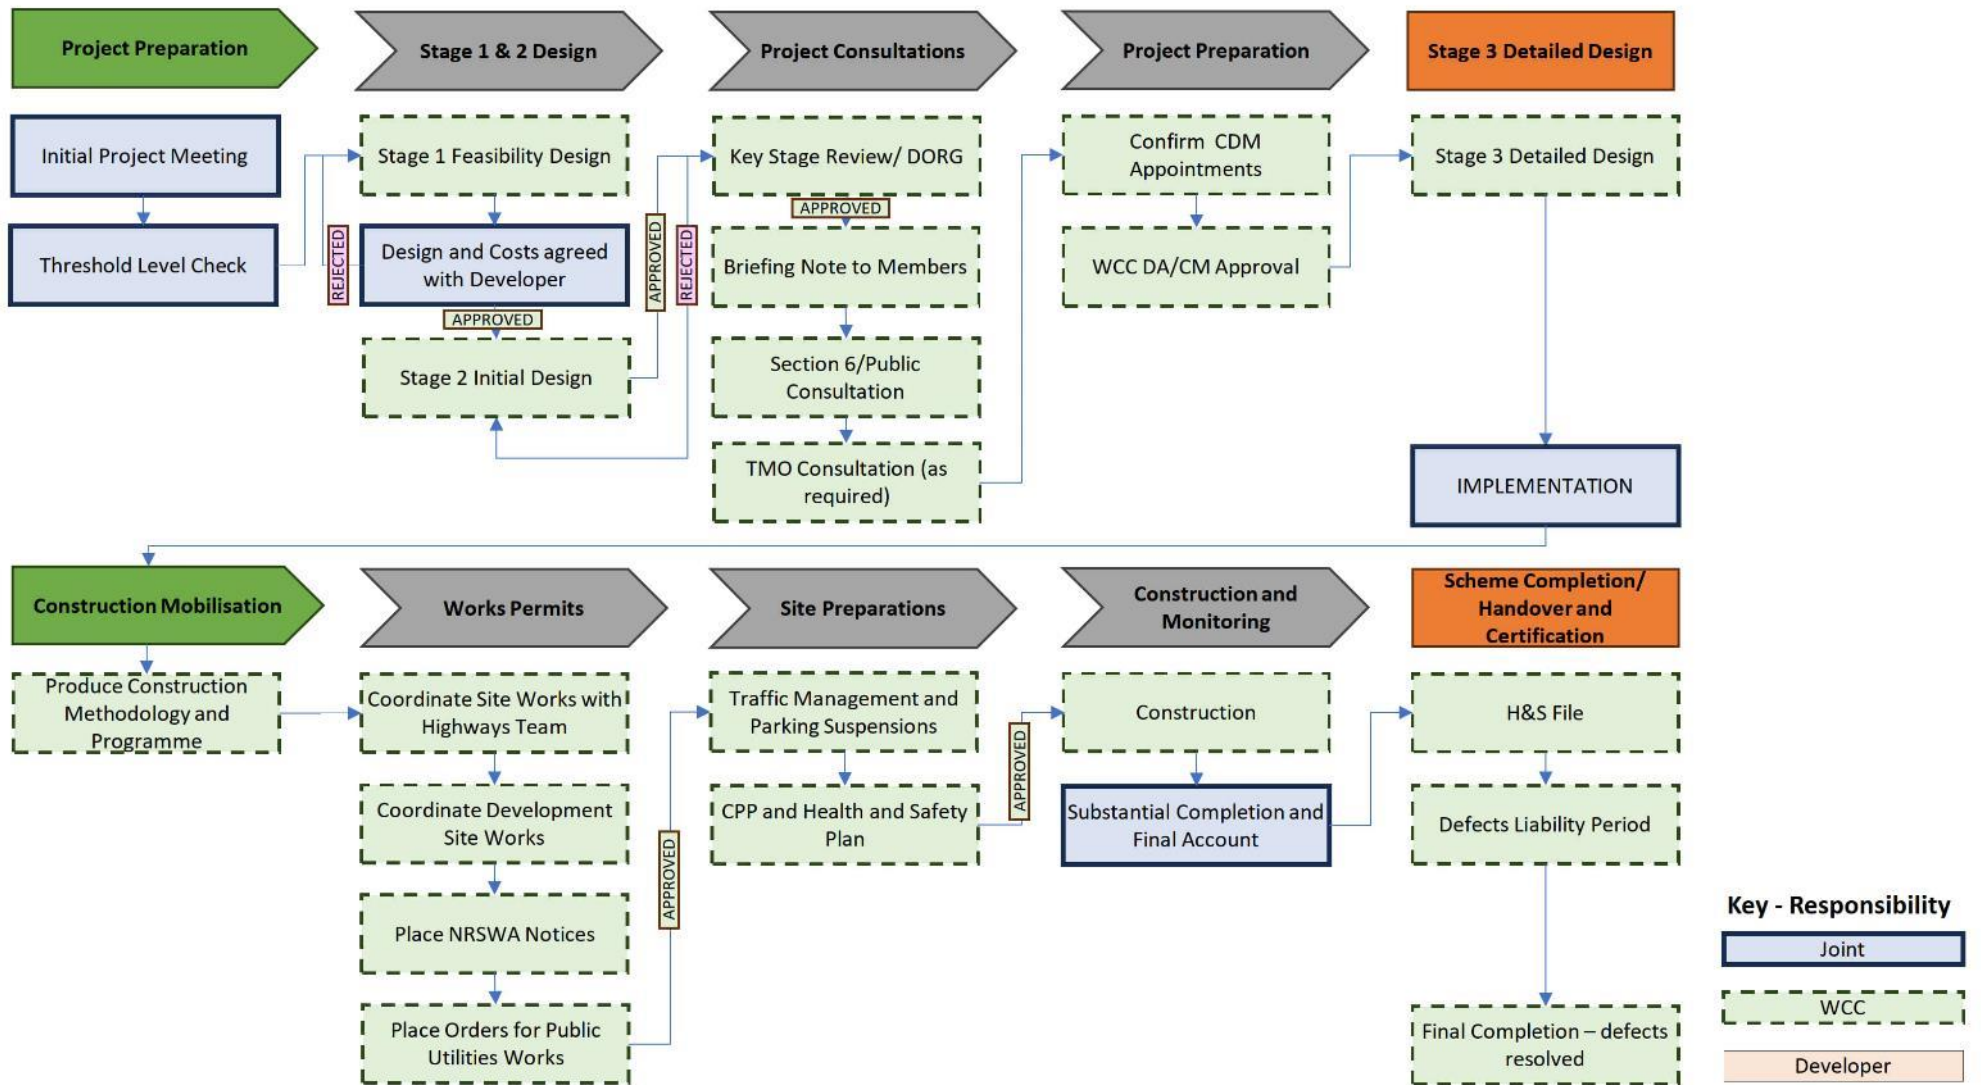 Project Preparation
Stage 1 & 2 Design
Project Consultations
Project Preparation
Stage 3 Detailed Design
Initial Project Meeting
Threshold Level Check
REJECTED
Stage 1 Feasibility Design
Design and Costs agreed
with Developer
APPROVED
Stage 2 Initial Design
APPROVED
REJECTED
Key Stage Review/ DORG
APPROVED
Briefing Note to Members
Section 6/Public
Consultation
TMO Consultation (as
required)
Confirm CDM
Appointments
WCC DA/CM Approval
Stage 3 Detailed Design
IMPLEMENTATION
Construction Mobilisation
Works Permits
Site Preparations
Construction and
Monitoring
Scheme Completion/
Handover and
Certification
Produce Construction
Methodology and
Programme
Coordinate Site Works with
Highways Team
Coordinate Development
Site Works
Place NRSWA Notices
Place Orders for Public
Utilities Works
APPROVED
Traffic Management and
Parking Suspensions
CPP and Health and Safety
Plan
APPROVED
Construction
Substantial Completion and
Final Account
H&S File
Defects Liability Period
Final Completion – defects
resolved
Key - Responsibility
Joint
WCC
Developer